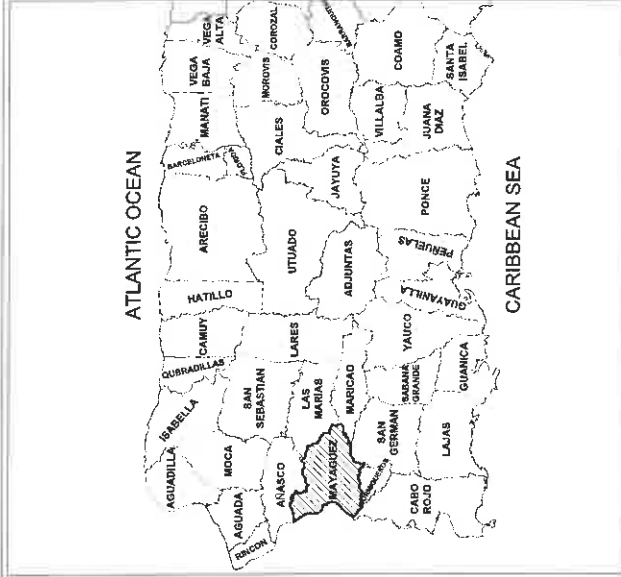 ATLANTIC OCEAN
VEGA
ALTA
COROZAL
VEGA
BAJA
MOROVIS
MANATI
BARCELONETA
CIALES
OROCOVIS
COAMO
SANTA
ISABEL
VILLALBA
JUANA
DIAZ
ARECIBO
JAYUYA
UTUADO
PONCE
HATILLO
ADJUNTAS
PEÑUELAS
GUAYANILLA
CAMUY
LARES
YAUCO
QUBRADILLAS
ISABELLA
SAN
SEBASTIAN
LAS
MARIAS
MARICAO
SABANA
GRANDE
GUANICA
AGUADILLA
MOCA
AÑASCO
MAYAGUEZ
SAN
GERMAN
LAJAS
AGUADA
RINCON
CABO
ROJO
CARIBBEAN SEA